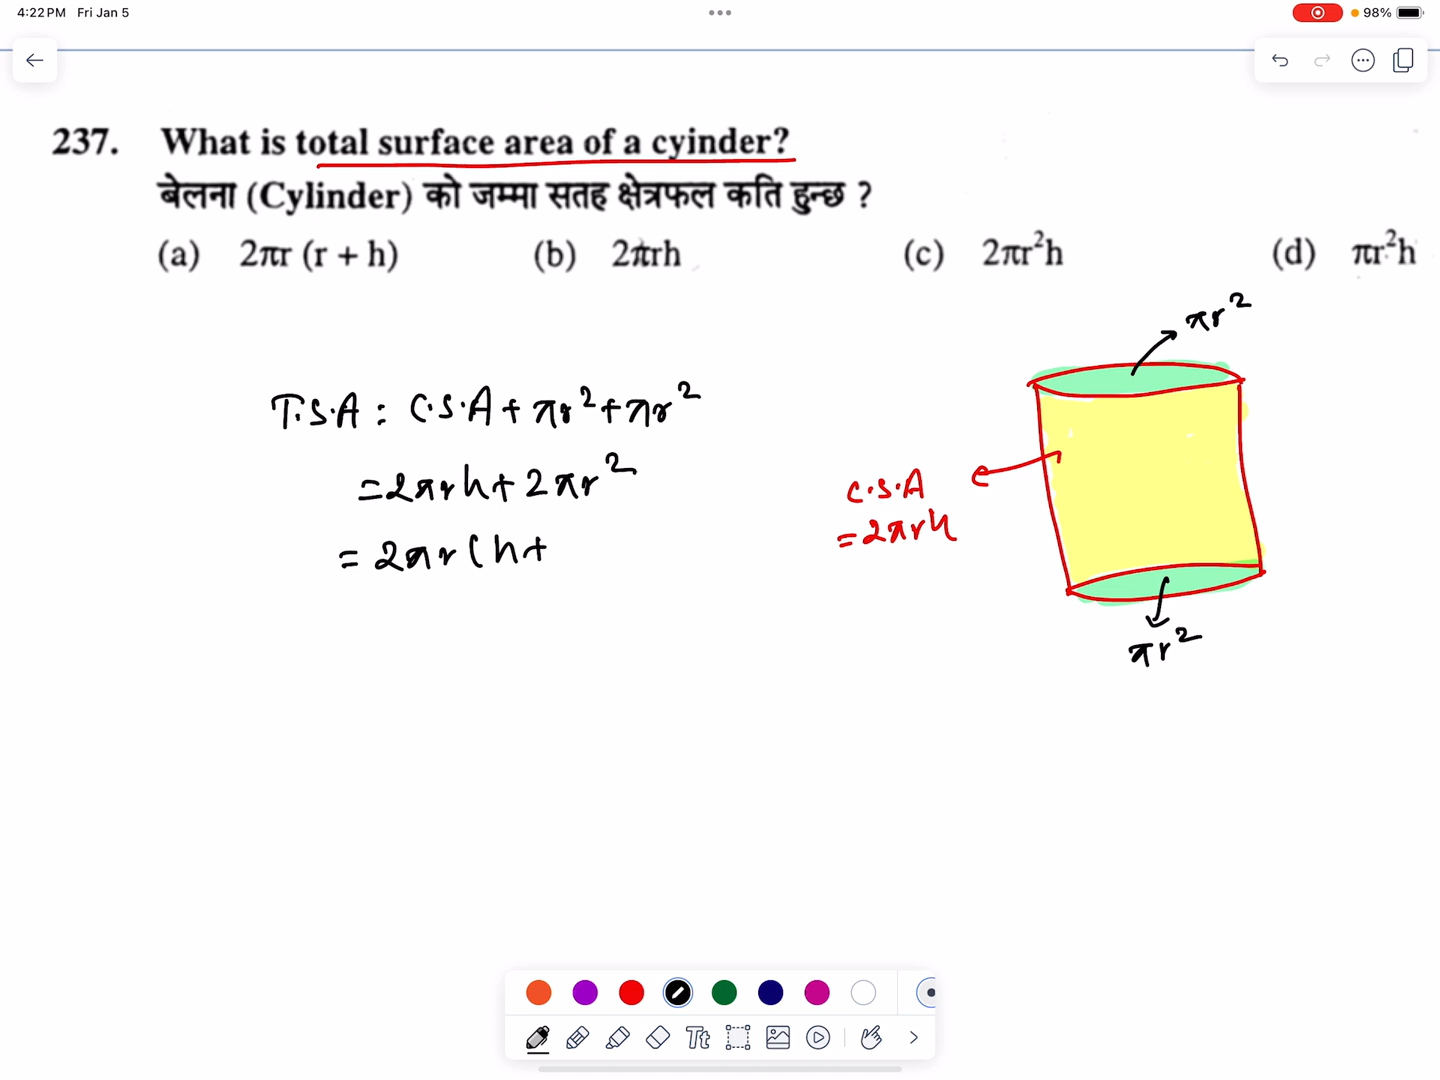 4:22 PM Fri Jan 5
98%
237. What is total surface area of a cyinder?
बेलना (Cylinder) को जम्मा सतह क्षेत्रफल कति हुन्छ ?
(a) 2πr (r + h) (b) 2πrh (c) 2πr²h (d) πr²h
πr²
T.S.A = C.S.A + πr² + πr²
= 2πrh + 2πr²
= 2πr(h+
C.S.A
= 2πrh
πr²
Tt